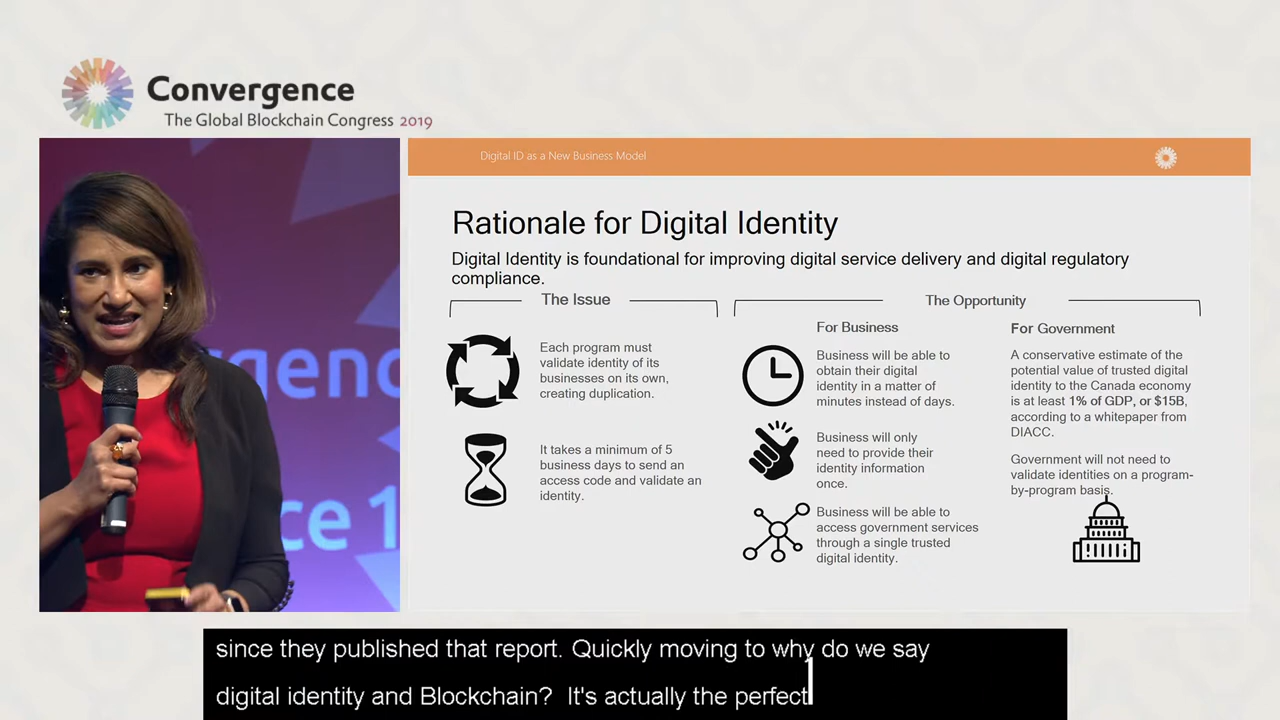 Convergence
The Global Blockchain Congress 2019
Digital ID as a New Business Model
Rationale for Digital Identity
Digital Identity is foundational for improving digital service delivery and digital regulatory
compliance.
The Issue
Each program must
validate identity of its
businesses on its own,
creating duplication.
It takes a minimum of 5
business days to send an
access code and validate an
identity.
The Opportunity
For Business
Business will be able to
obtain their digital
identity in a matter of
minutes instead of days.
Business will only
need to provide their
identity information
once.
Business will be able to
access government services
through a single trusted
digital identity.
For Government
A conservative estimate of the
potential value of trusted digital
identity to the Canada economy
is at least 1% of GDP, or $15B,
according to a whitepaper from
DIACC.
Government will not need to
validate identities on a program-
by-program basis.
ergenc
ce 1
since they published that report. Quickly moving to why do we say
digital identity and Blockchain? It's actually the perfect